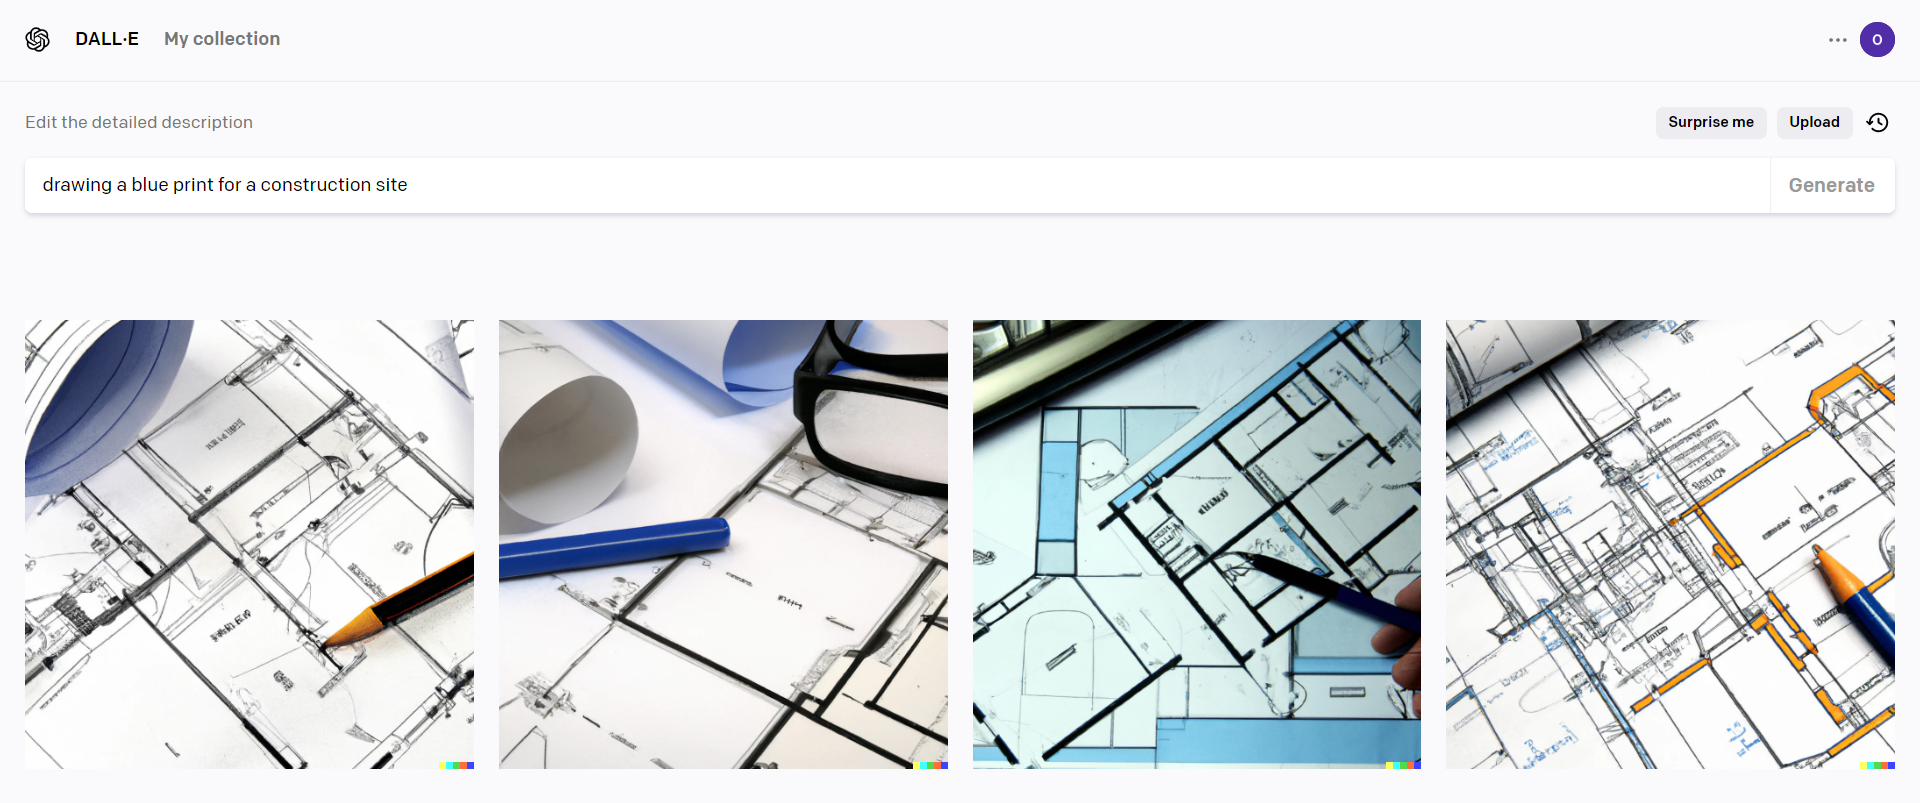 DALL·E My collection
O
Edit the detailed description
Surprise me Upload
drawing a blue print for a construction site Generate